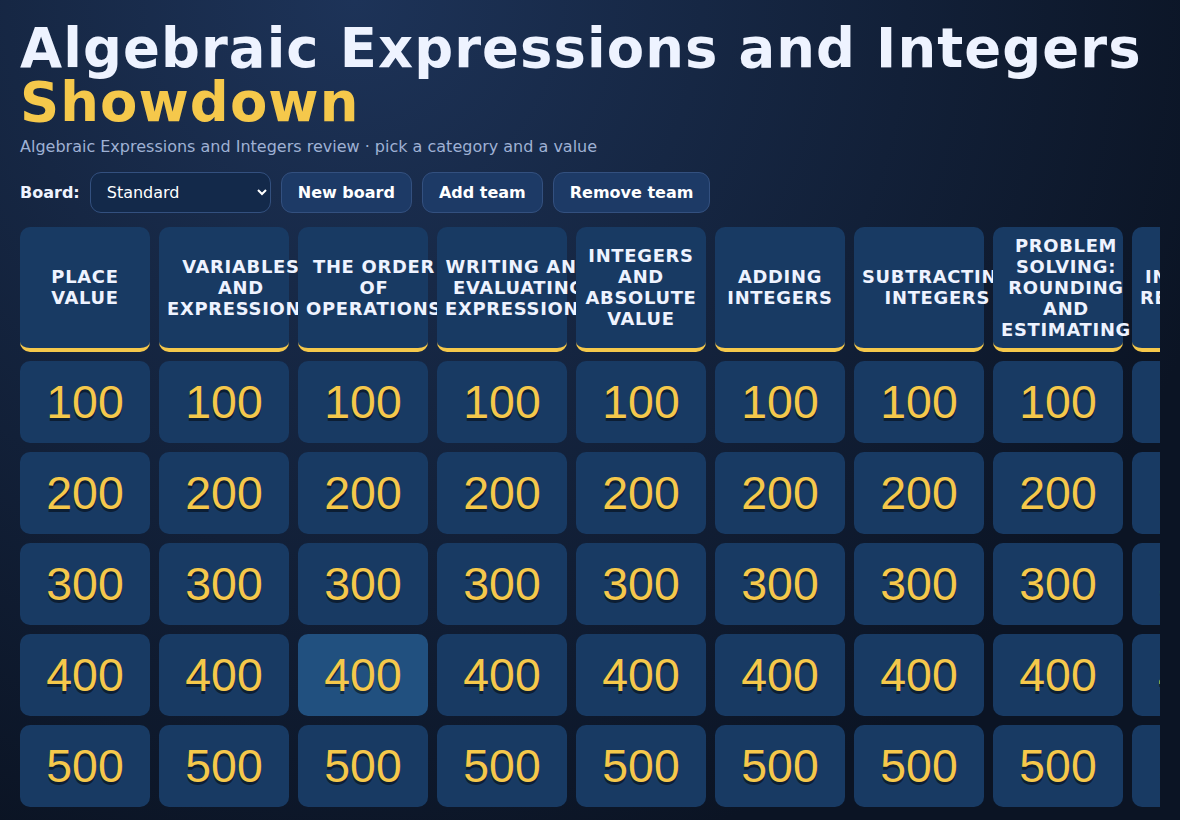 Algebraic Expressions and Integers
Showdown
Algebraic Expressions and Integers review · pick a category and a value
Board: Standard New board Add team Remove team
PLACE
VALUE
VARIABLES
AND
EXPRESSION
THE ORDER
OF
OPERATIONS
WRITING AN
EVALUATING
EXPRESSION
INTEGERS
AND
ABSOLUTE
VALUE
ADDING
INTEGERS
SUBTRACTIN
INTEGERS
PROBLEM
SOLVING:
ROUNDING
AND
ESTIMATING
100 100 100 100 100 100 100 100
200 200 200 200 200 200 200 200
300 300 300 300 300 300 300 300
400 400 400 400 400 400 400 400
500 500 500 500 500 500 500 500